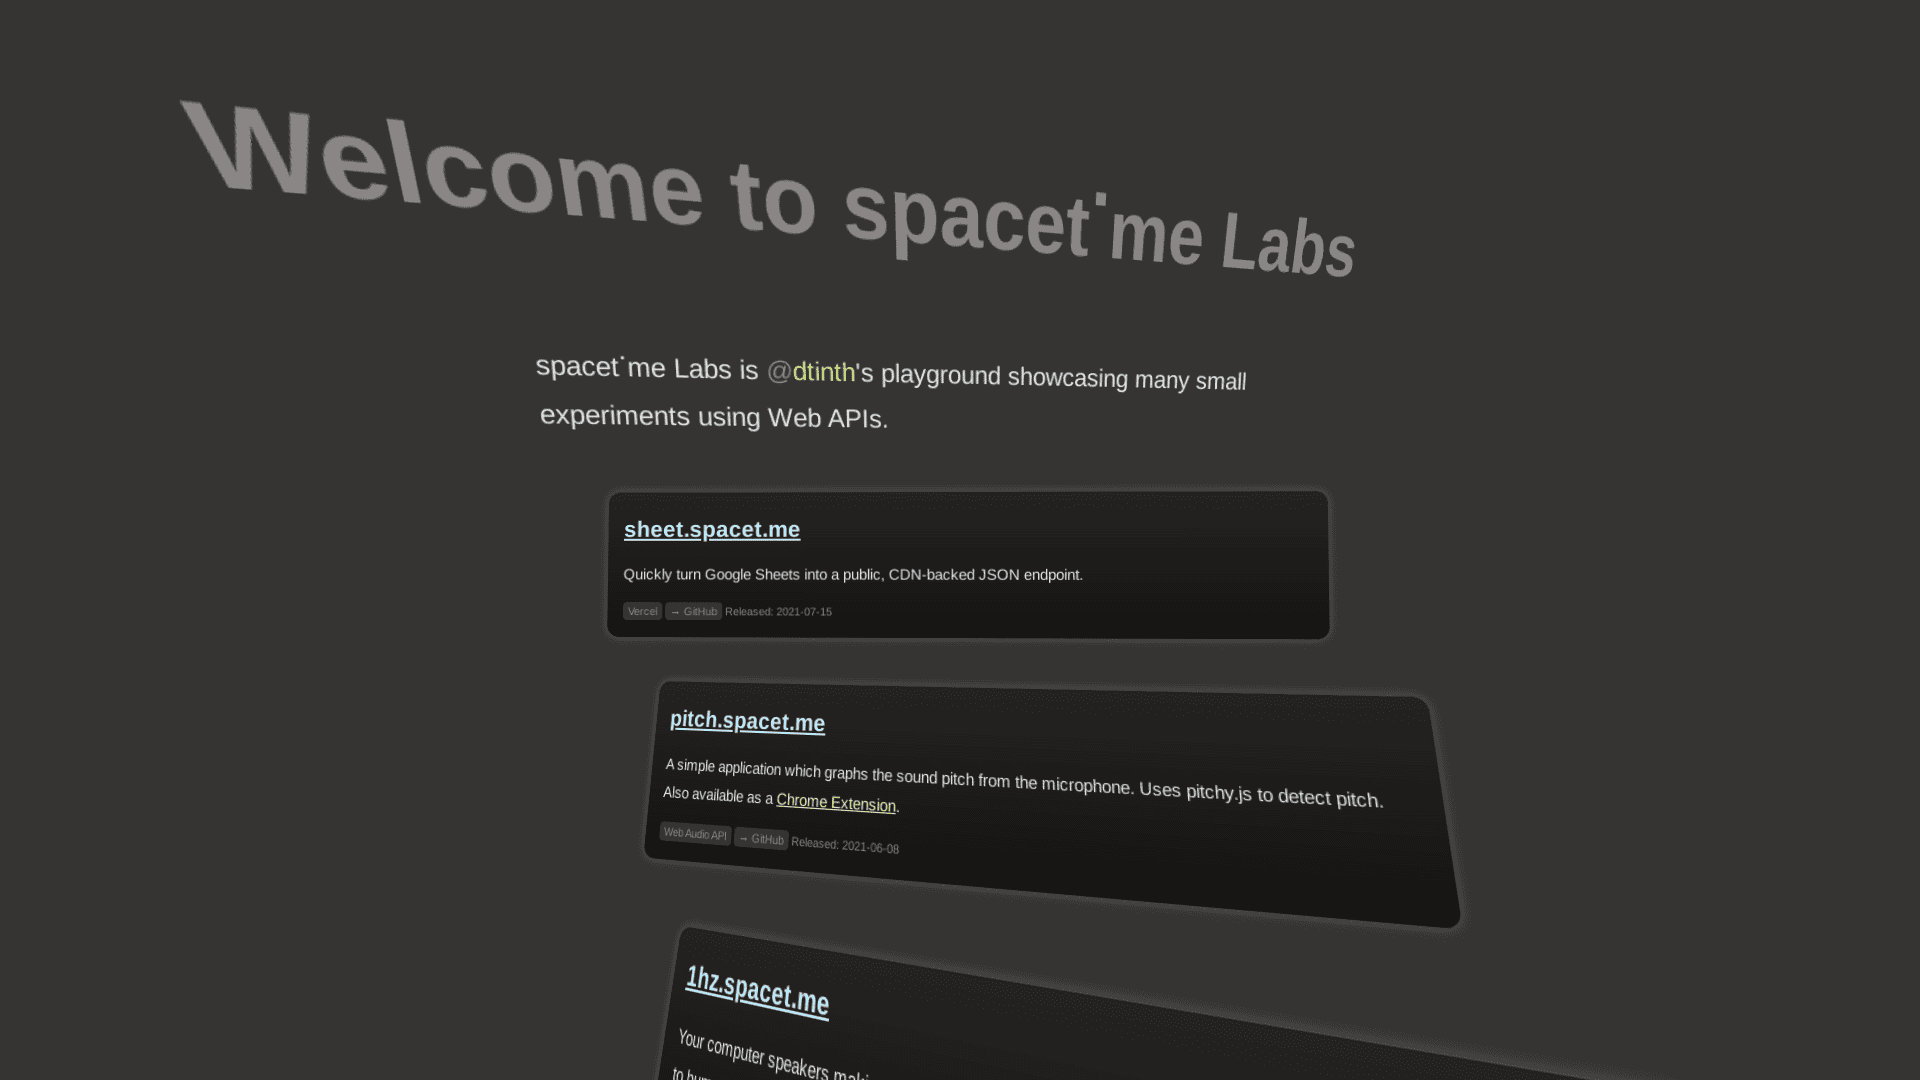 Welcome to spacet˙me Labs
spacet˙me Labs is @dtinth's playground showcasing many small
experiments using Web APIs.
sheet.spacet.me
Quickly turn Google Sheets into a public, CDN-backed JSON endpoint.
Vercel → GitHub Released: 2021-07-15
pitch.spacet.me
A simple application which graphs the sound pitch from the microphone. Uses pitchy.js to detect pitch.
Also available as a Chrome Extension.
Web Audio API → GitHub Released: 2021-06-08
1hz.spacet.me
Your computer speakers
to